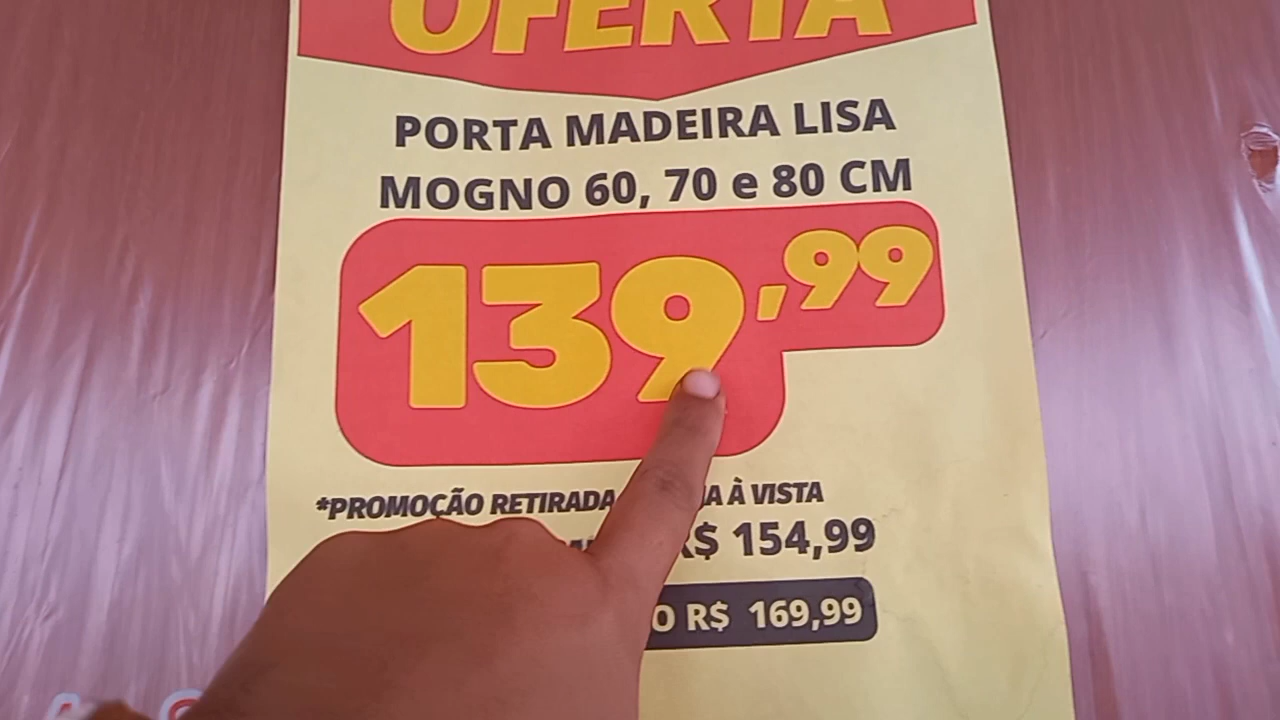 OFERTA
PORTA MADEIRA LISA
MOGNO 60, 70 e 80 CM
139,99
*PROMOÇÃO RETIRADA À VISTA
R$ 154,99
R$ 169,99